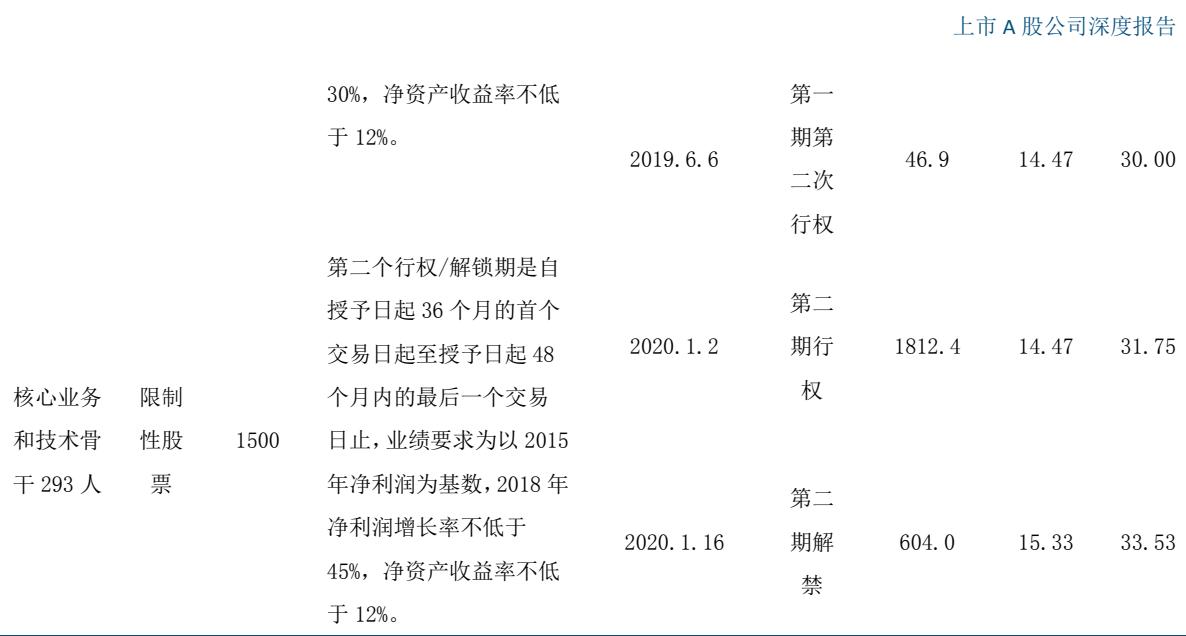 上市 A 股公司深度报告
30%，净资产收益率不低
于 12%。
2019.6.6
第一
期第
二次
行权
46.9
14.47
30.00
核心业务
和技术骨
干 293 人
限制
性股
票
1500
第二个行权/解锁期是自
授予日起 36 个月的首个
交易日起至授予日起 48
个月内的最后一个交易
日止，业绩要求为以 2015
年净利润为基数，2018 年
净利润增长率不低于
45%，净资产收益率不低
于 12%。
2020.1.2
第二
期行
权
1812.4
14.47
31.75
2020.1.16
第二
期解
禁
604.0
15.33
33.53